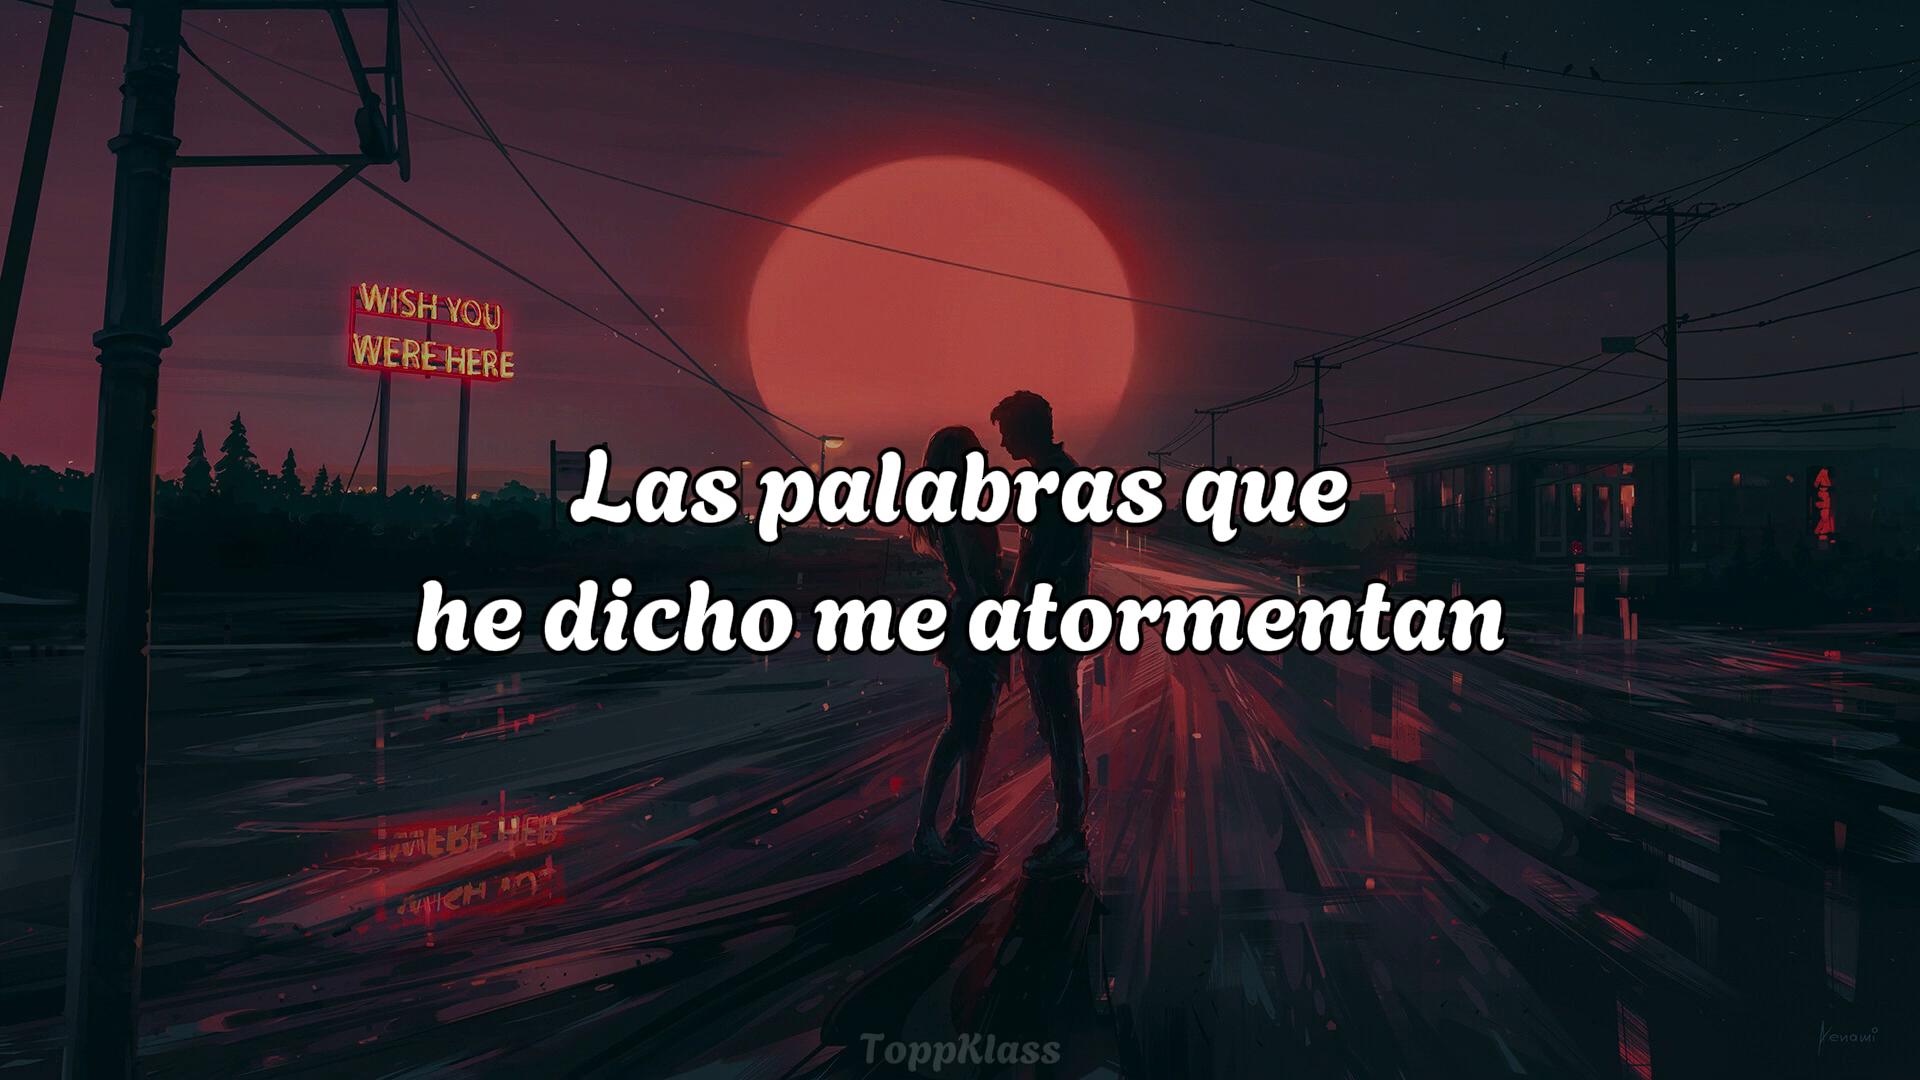 WISH YOU
WERE HERE
Las palabras que
he dicho me atormentan
ToppKlass